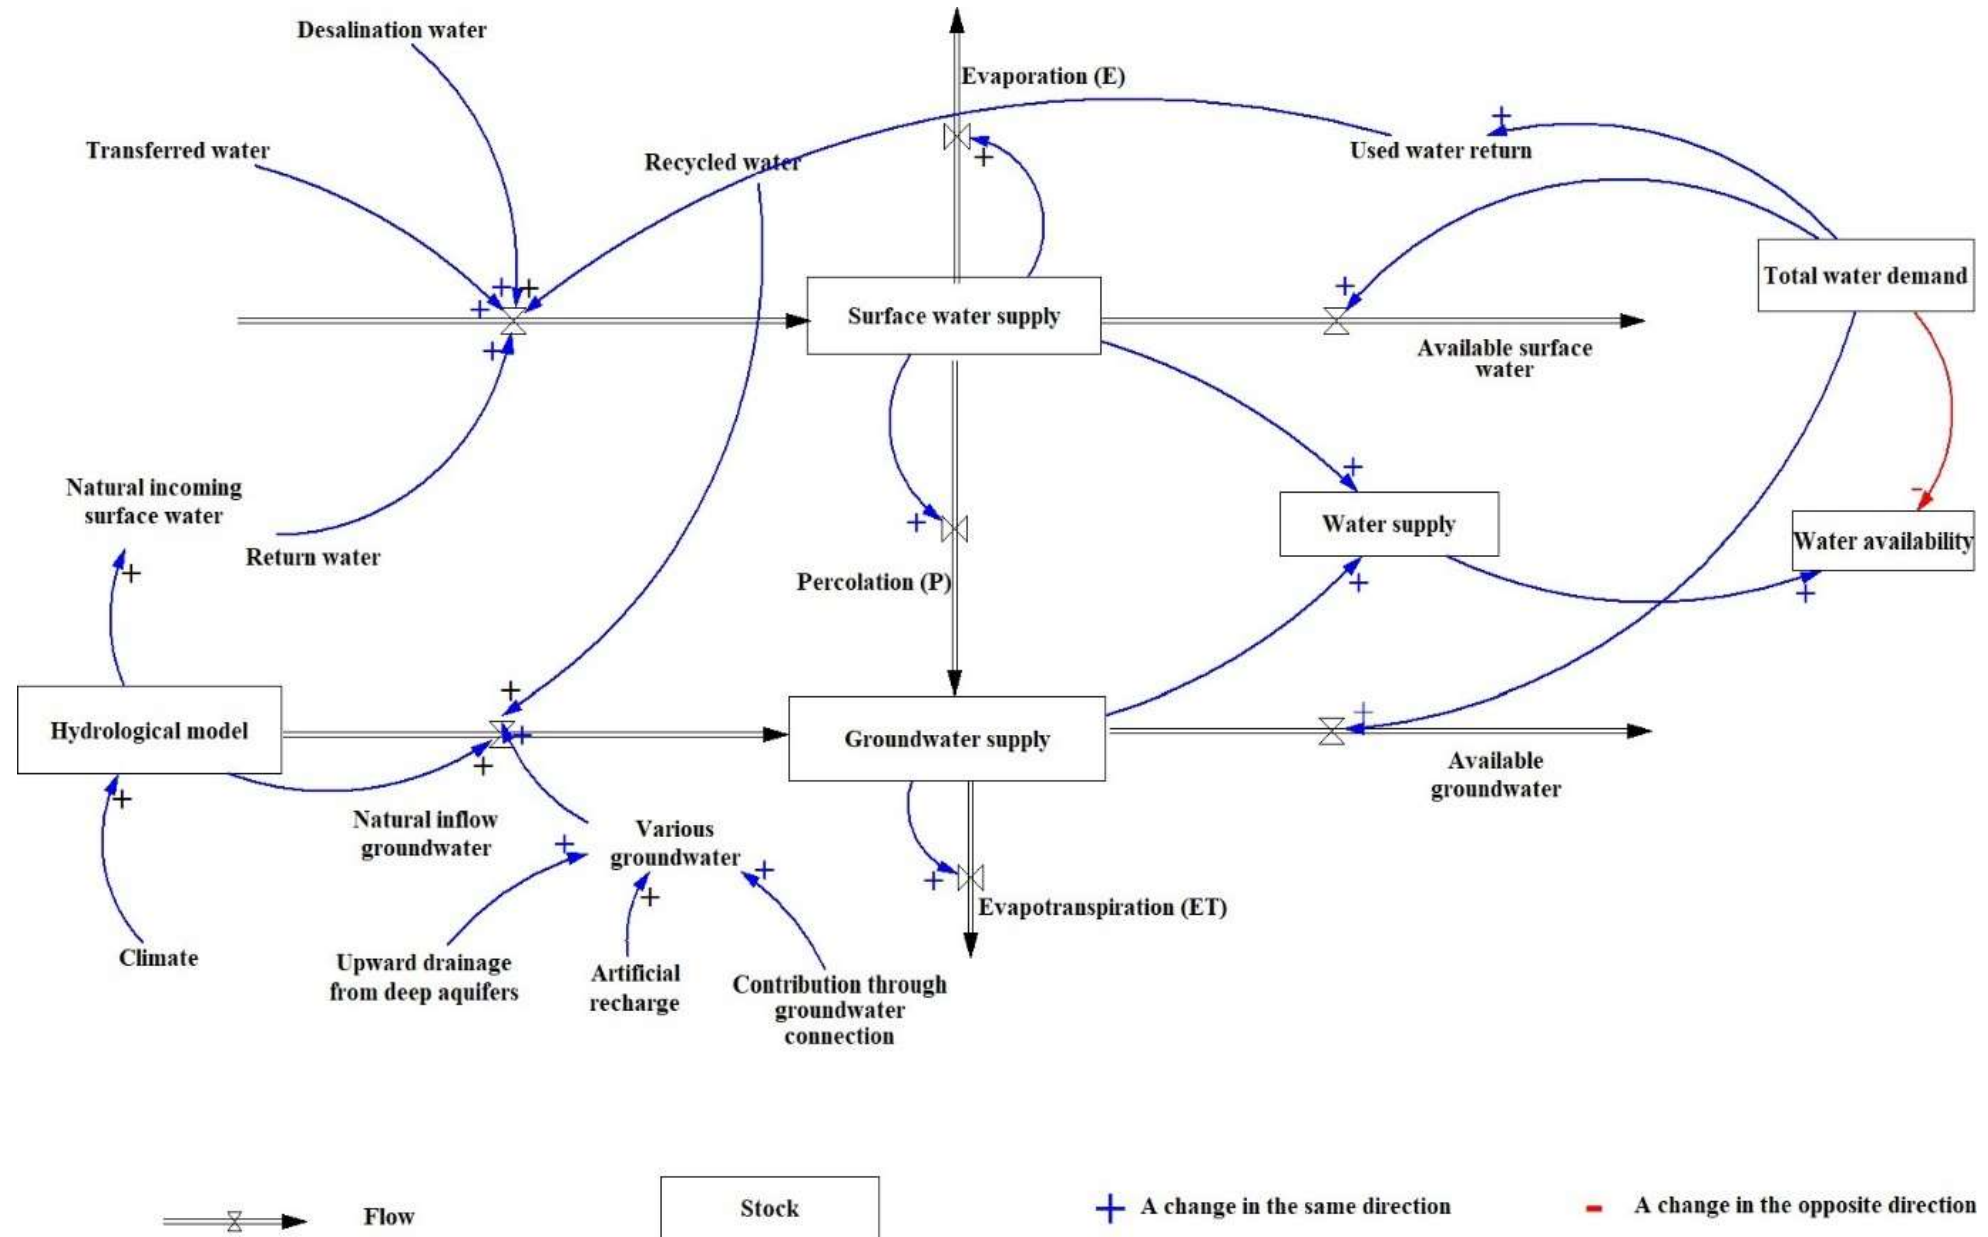 Desalination water
Evaporation (E)
Transferred water
Recycled water
Used water return
+
+
Total water demand
+
+
+
+
Surface water supply
+
+
Available surface
water
Natural incoming
surface water
+
-
+
Water supply
Water availability
Return water
+
Percolation (P)
+
+
+
+
Hydrological model
+
Groundwater supply
+
Available
groundwater
+
Natural inflow
groundwater
Various
groundwater
+
+
+
+
Evapotranspiration (ET)
Climate
Upward drainage
from deep aquifers
Artificial
recharge
Contribution through
groundwater
connection
Flow
Stock
+ A change in the same direction
- A change in the opposite direction